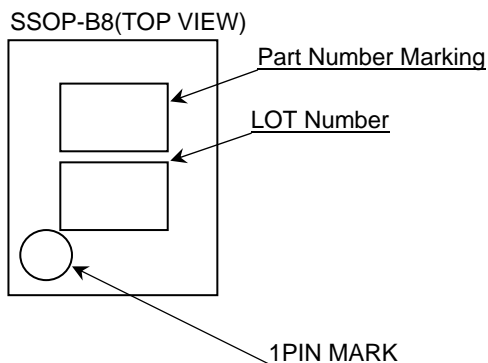 SSOP-B8(TOP VIEW)
Part Number Marking
LOT Number
1PIN MARK